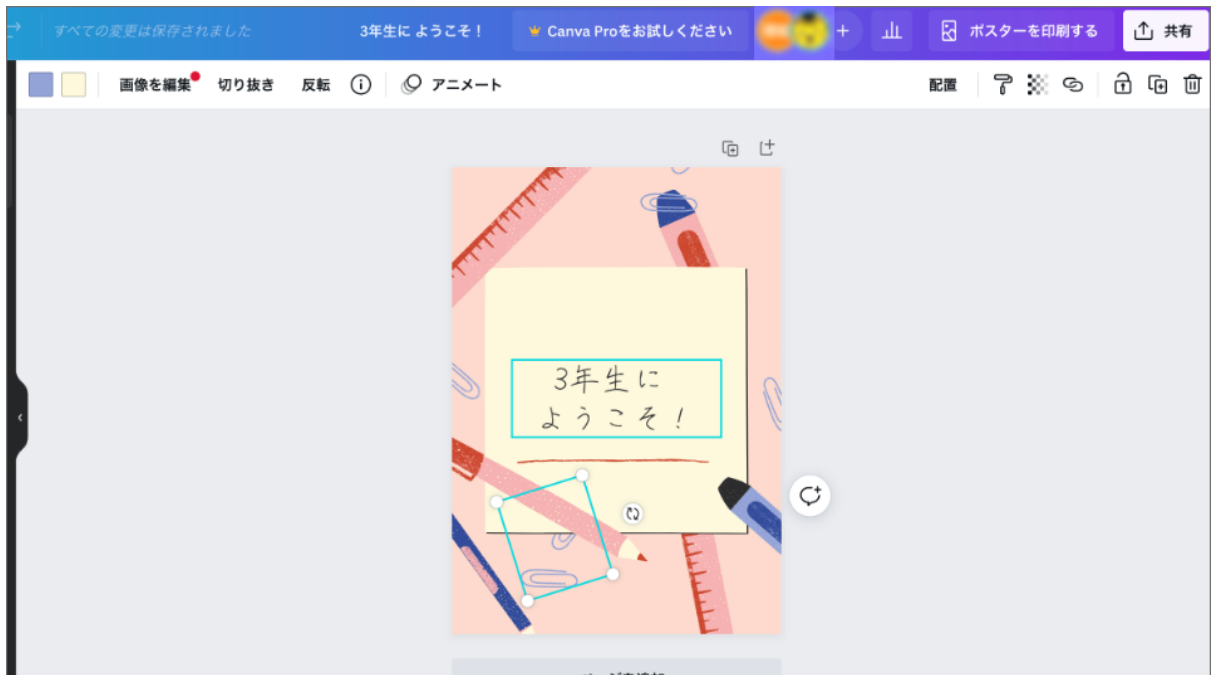 すべての変更は保存されました
3年生に ようこそ！
Canva Proをお試しください
ポスターを印刷する
共有
画像を編集
切り抜き
反転
アニメート
配置
3年生に
ようこそ！